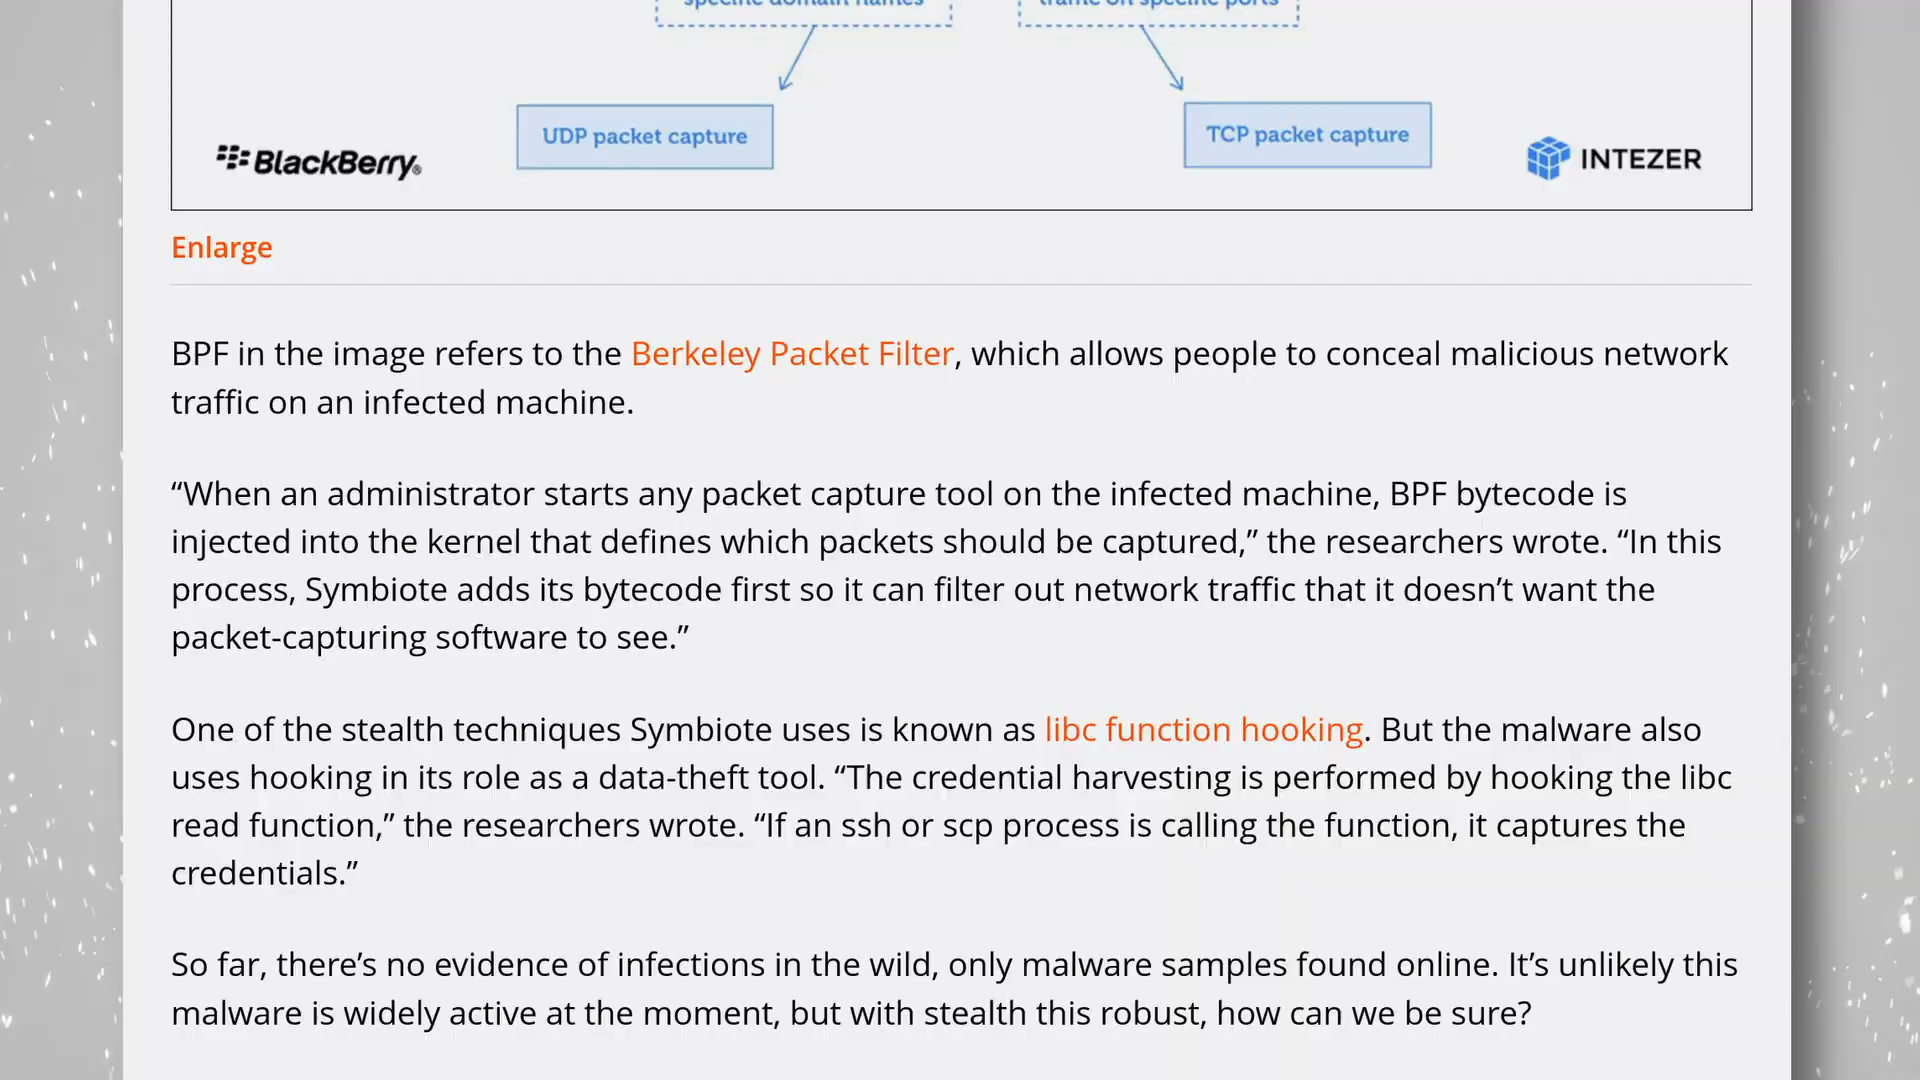 specific domain names
traffic on specific ports
UDP packet capture
TCP packet capture
BlackBerry®
INTEZER
Enlarge
BPF in the image refers to the Berkeley Packet Filter, which allows people to conceal malicious network
traffic on an infected machine.
“When an administrator starts any packet capture tool on the infected machine, BPF bytecode is
injected into the kernel that defines which packets should be captured,” the researchers wrote. “In this
process, Symbiote adds its bytecode first so it can filter out network traffic that it doesn’t want the
packet-capturing software to see.”
One of the stealth techniques Symbiote uses is known as libc function hooking. But the malware also
uses hooking in its role as a data-theft tool. “The credential harvesting is performed by hooking the libc
read function,” the researchers wrote. “If an ssh or scp process is calling the function, it captures the
credentials.”
So far, there’s no evidence of infections in the wild, only malware samples found online. It’s unlikely this
malware is widely active at the moment, but with stealth this robust, how can we be sure?